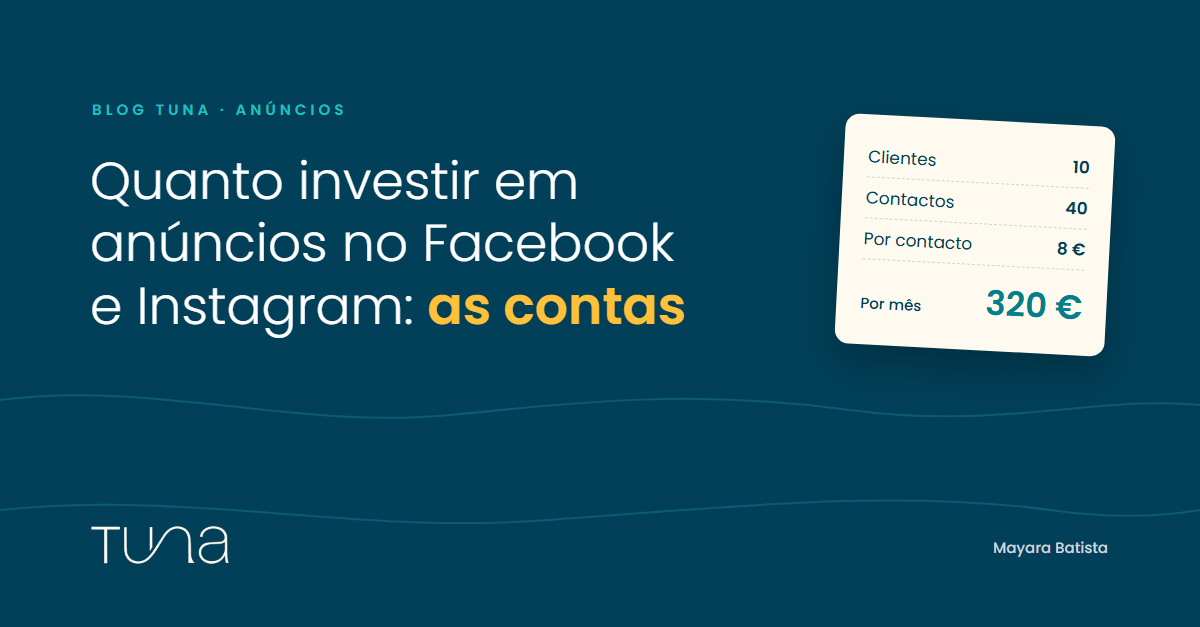 BLOG TUNA · ANÚNCIOS
Quanto investir em
anúncios no Facebook
e Instagram: as contas
Clientes 10
Contactos 40
Por contacto 8 €
Por mês 320 €
TUNA
Mayara Batista